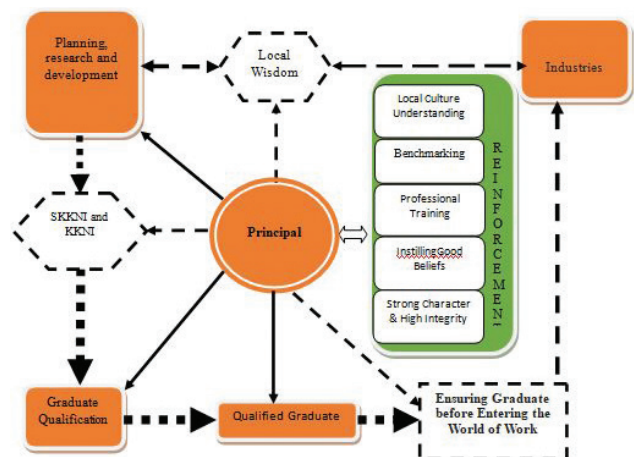 Planning,
research and
development
Local
Wisdom
Industries
Local Culture
Understanding
Benchmarking
Professional
Training
InstillingGood
Beliefs
Strong Character
& High Integrity
REINFORCEMENT
SKKNI and
KKNI
Principal
Graduate
Qualification
Qualified Graduate
Ensuring Graduate
before Entering the
World of Work